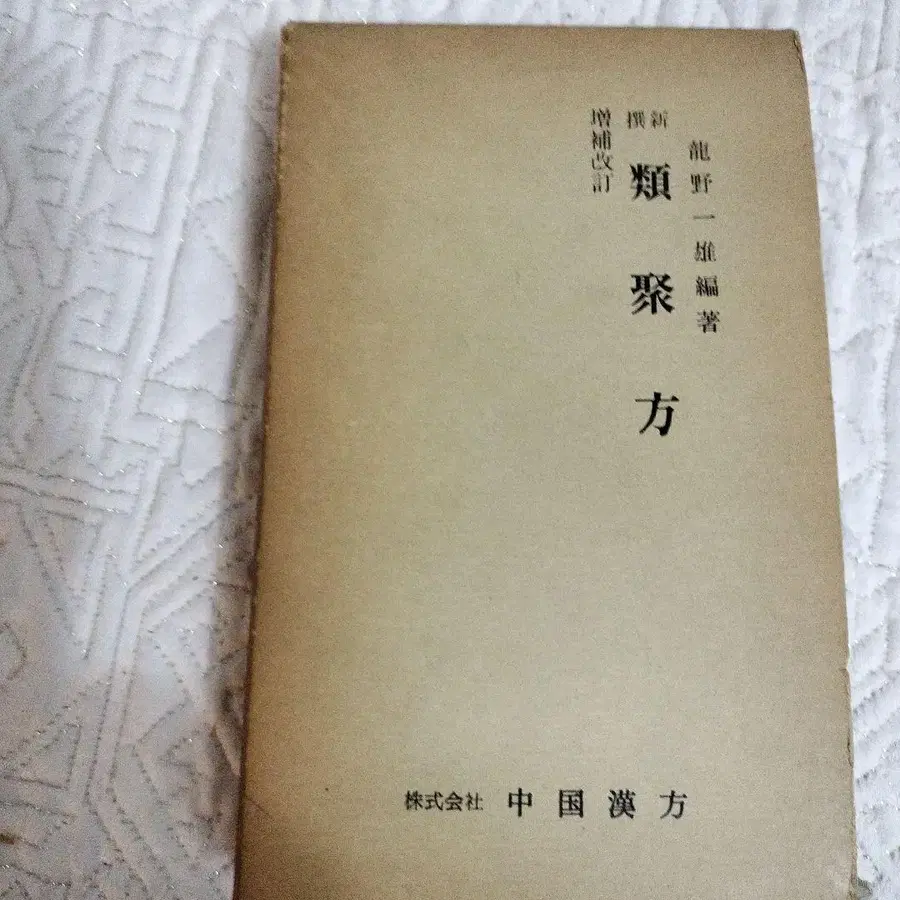 龍野一雄編著
新撰
類聚方
増補改訂
株式会社 中国漢方